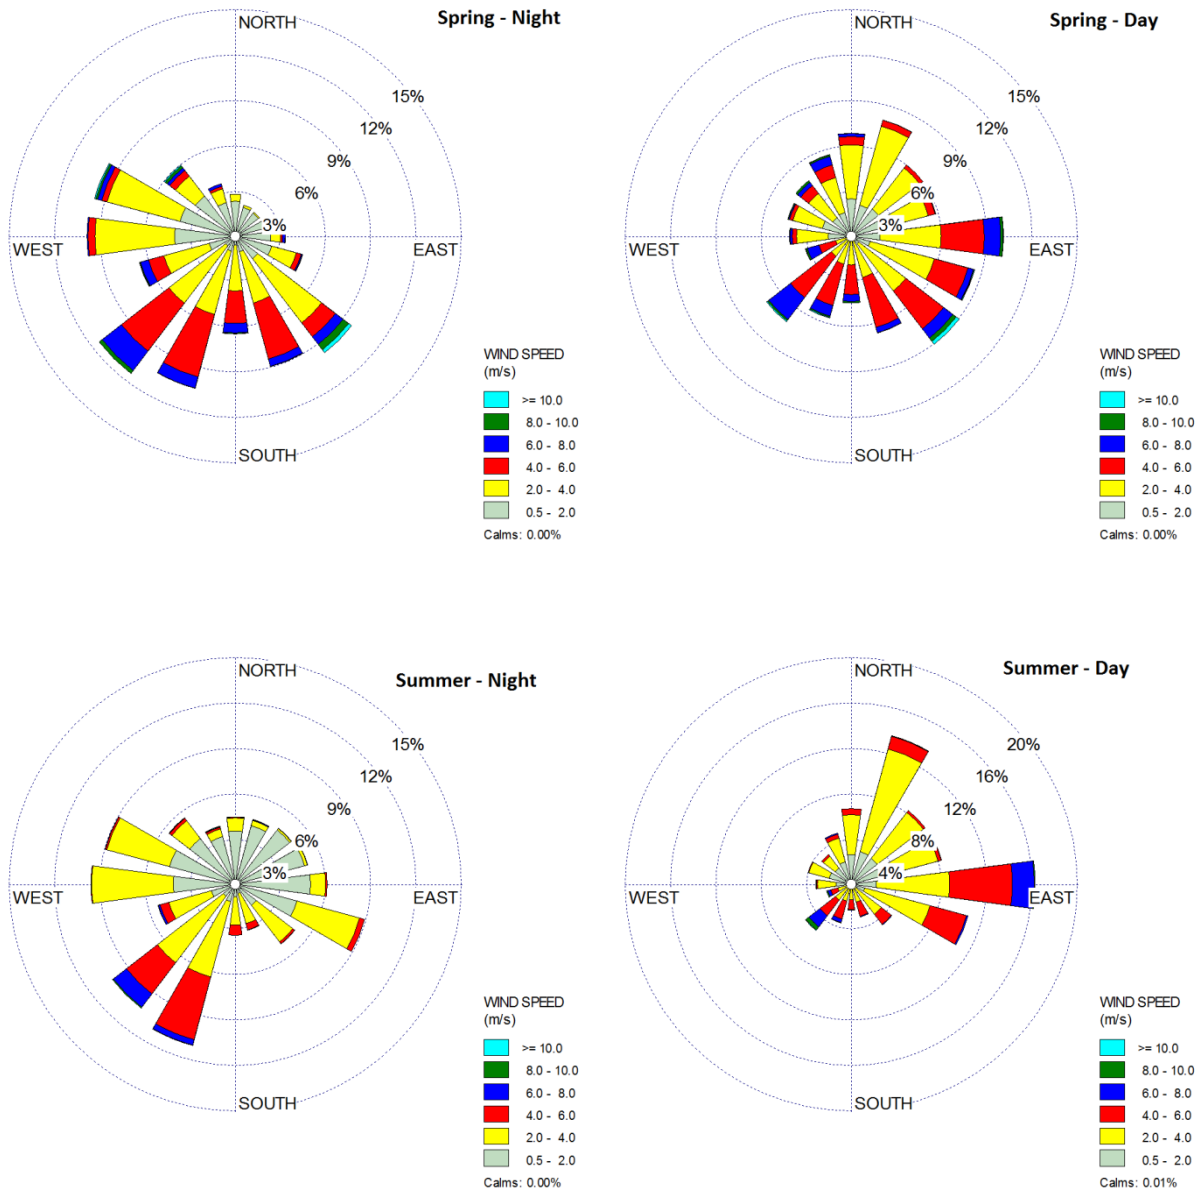 Spring - Night
NORTH
15%
12%
9%
6%
3%
WEST
EAST
SOUTH
WIND SPEED
(m/s)
>= 10.0
8.0 - 10.0
6.0 - 8.0
4.0 - 6.0
2.0 - 4.0
0.5 - 2.0
Calms: 0.00%
Spring - Day
NORTH
15%
12%
9%
6%
3%
WEST
EAST
SOUTH
WIND SPEED
(m/s)
>= 10.0
8.0 - 10.0
6.0 - 8.0
4.0 - 6.0
2.0 - 4.0
0.5 - 2.0
Calms: 0.00%
Summer - Night
NORTH
15%
12%
9%
6%
3%
WEST
EAST
SOUTH
WIND SPEED
(m/s)
>= 10.0
8.0 - 10.0
6.0 - 8.0
4.0 - 6.0
2.0 - 4.0
0.5 - 2.0
Calms: 0.00%
Summer - Day
NORTH
20%
16%
12%
8%
4%
WEST
EAST
SOUTH
WIND SPEED
(m/s)
>= 10.0
8.0 - 10.0
6.0 - 8.0
4.0 - 6.0
2.0 - 4.0
0.5 - 2.0
Calms: 0.01%